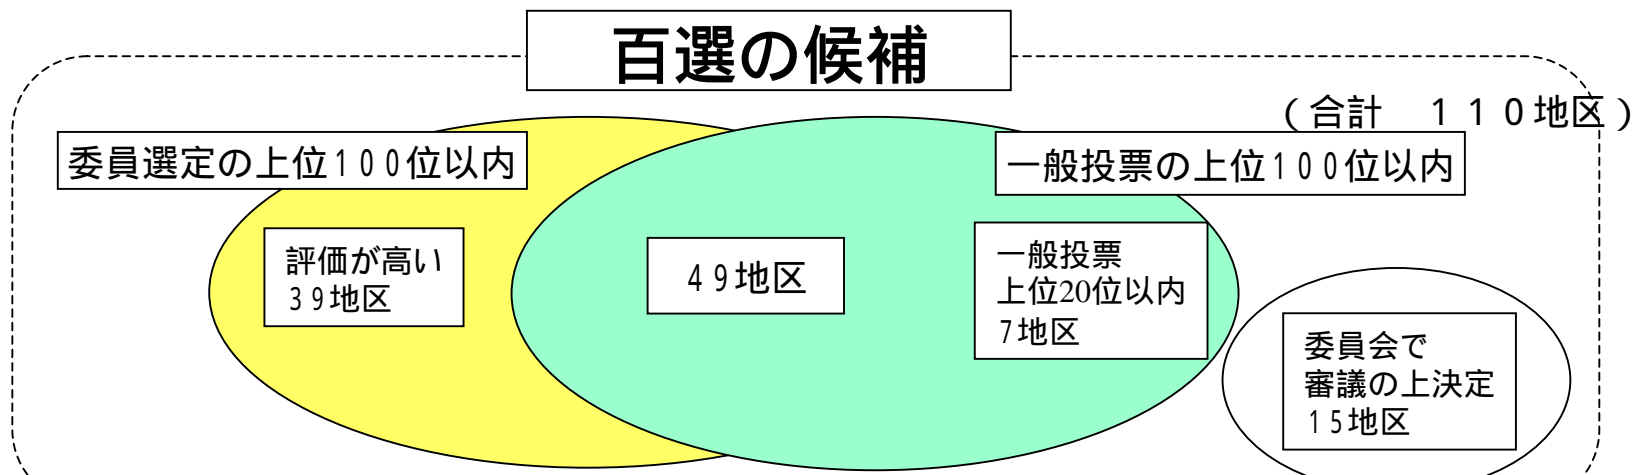 百選の候補
（合計　１１０地区）
委員選定の上位１００位以内
一般投票の上位１００位以内
評価が高い
３９地区
４９地区
一般投票
上位20位以内
７地区
委員会で
審議の上決定
１５地区